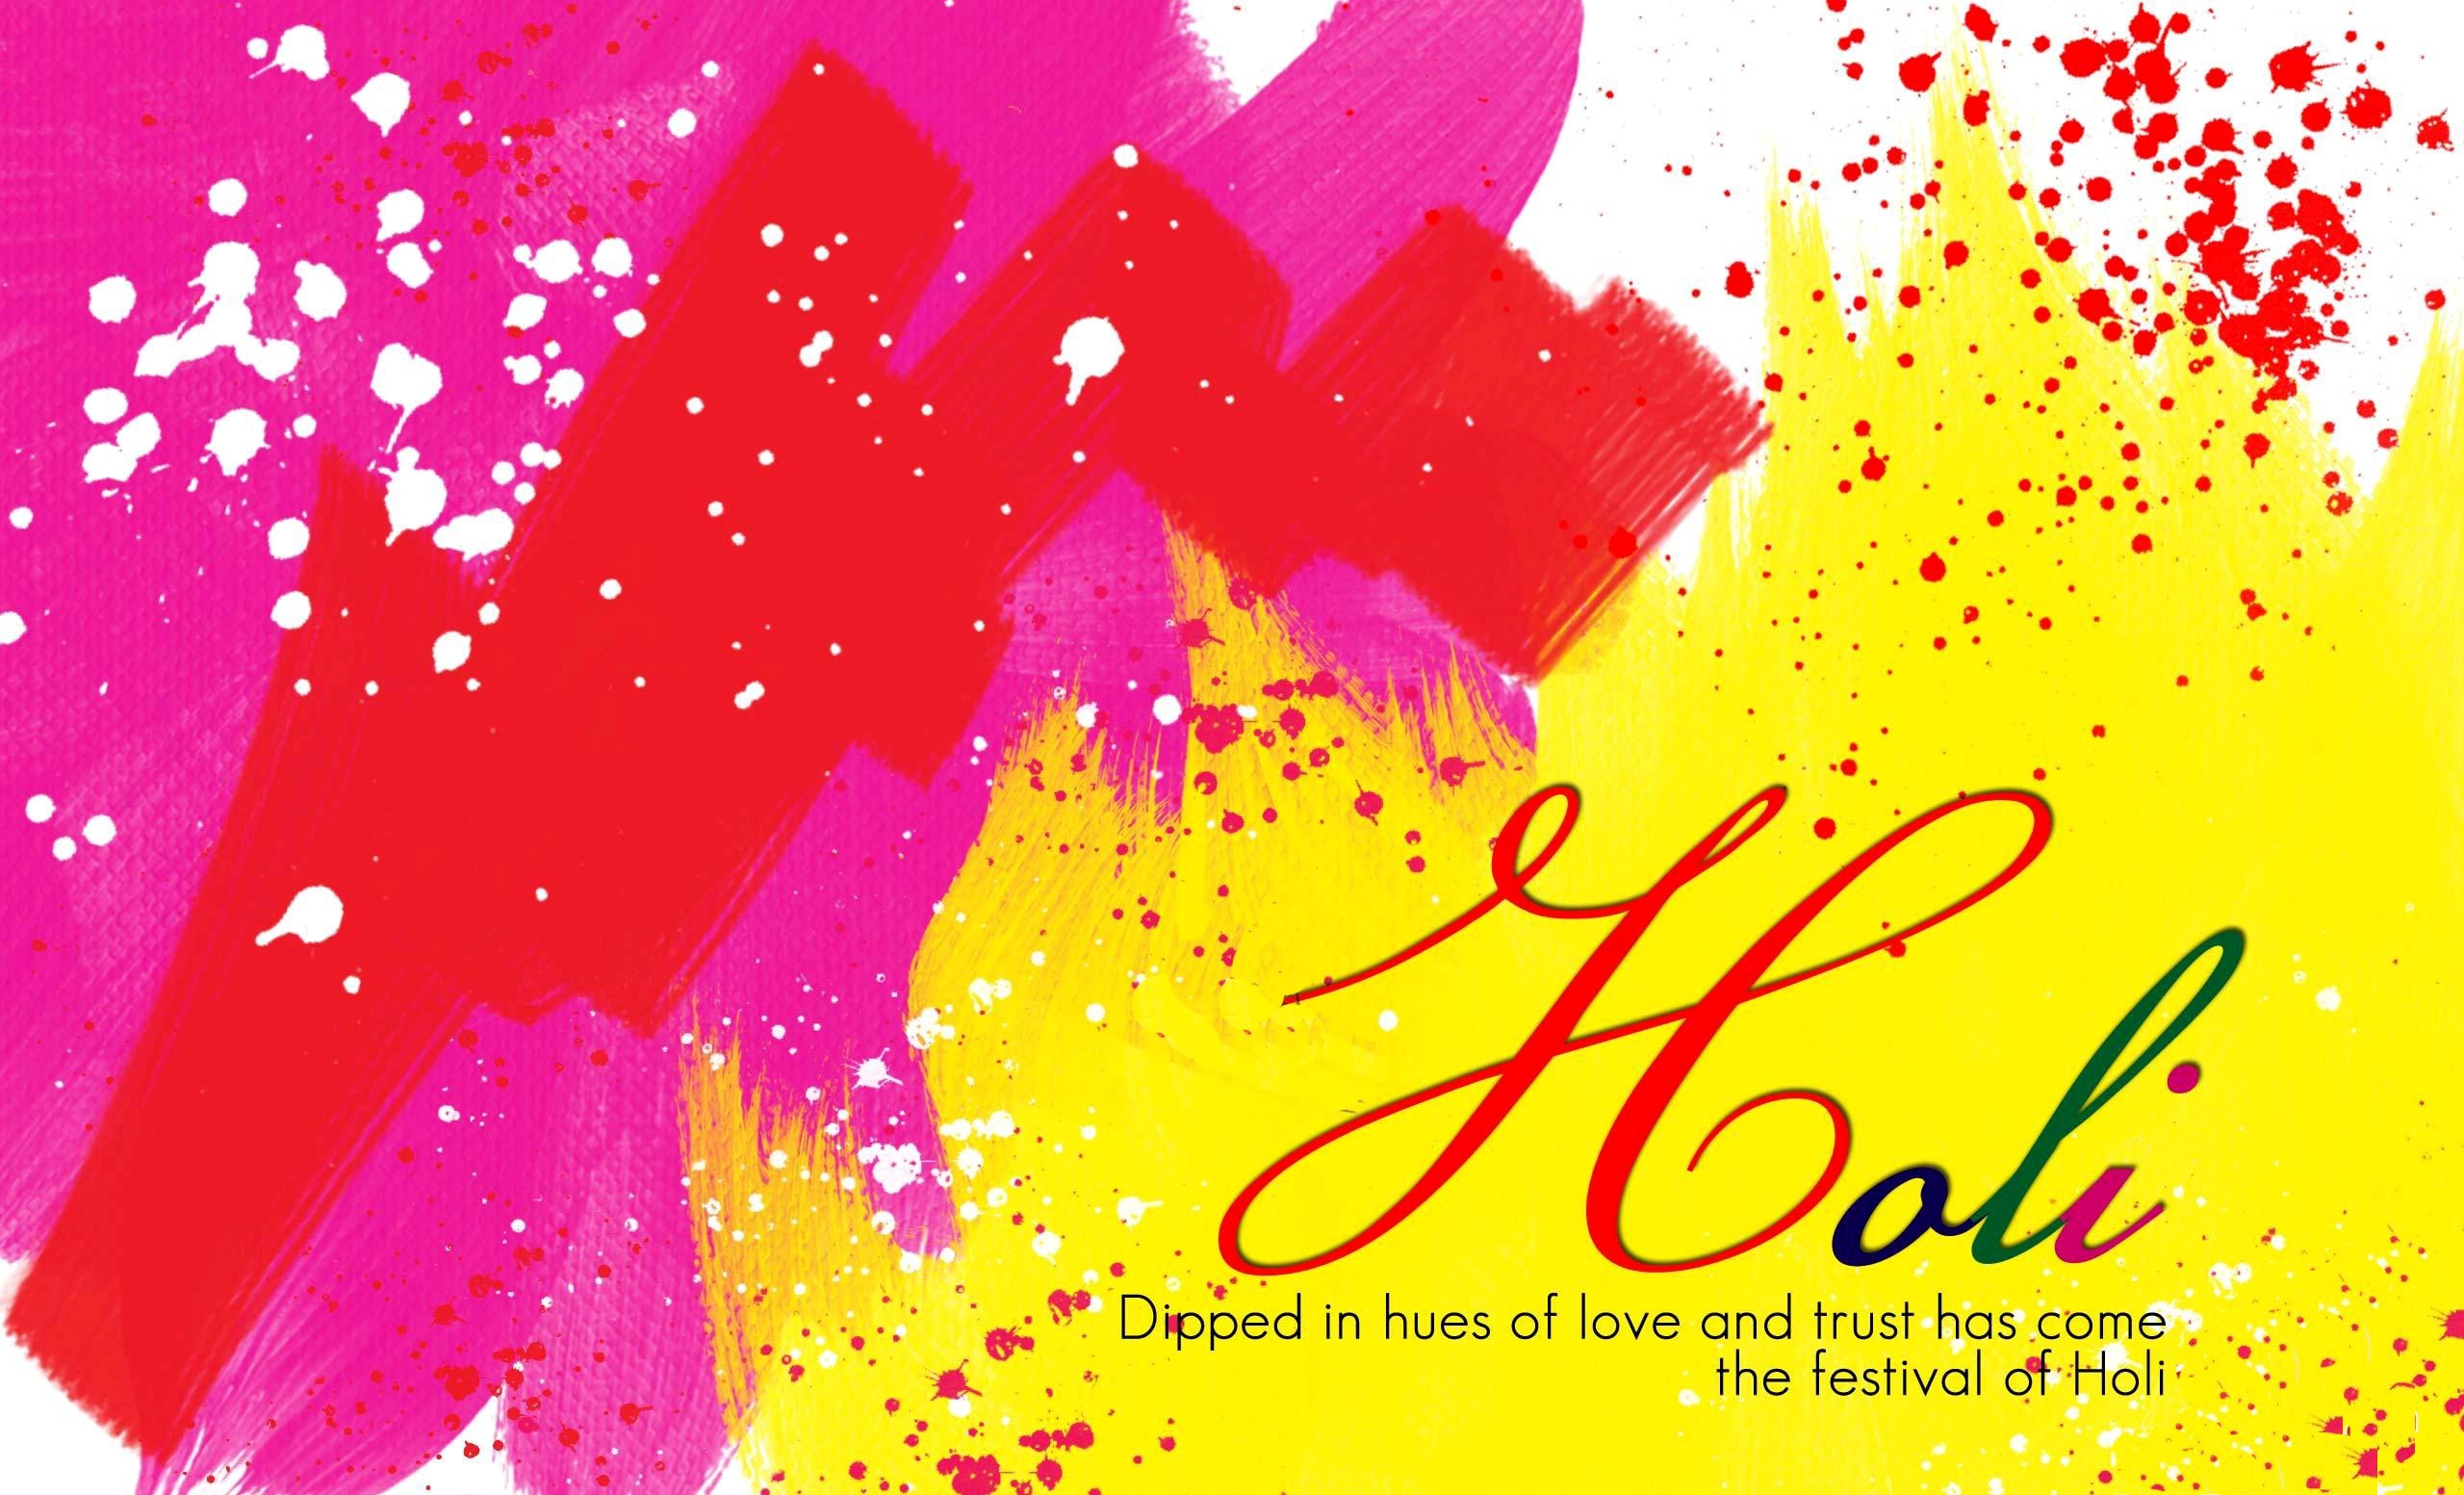 Holi
Dipped in hues of love and trust has come
the festival of Holi